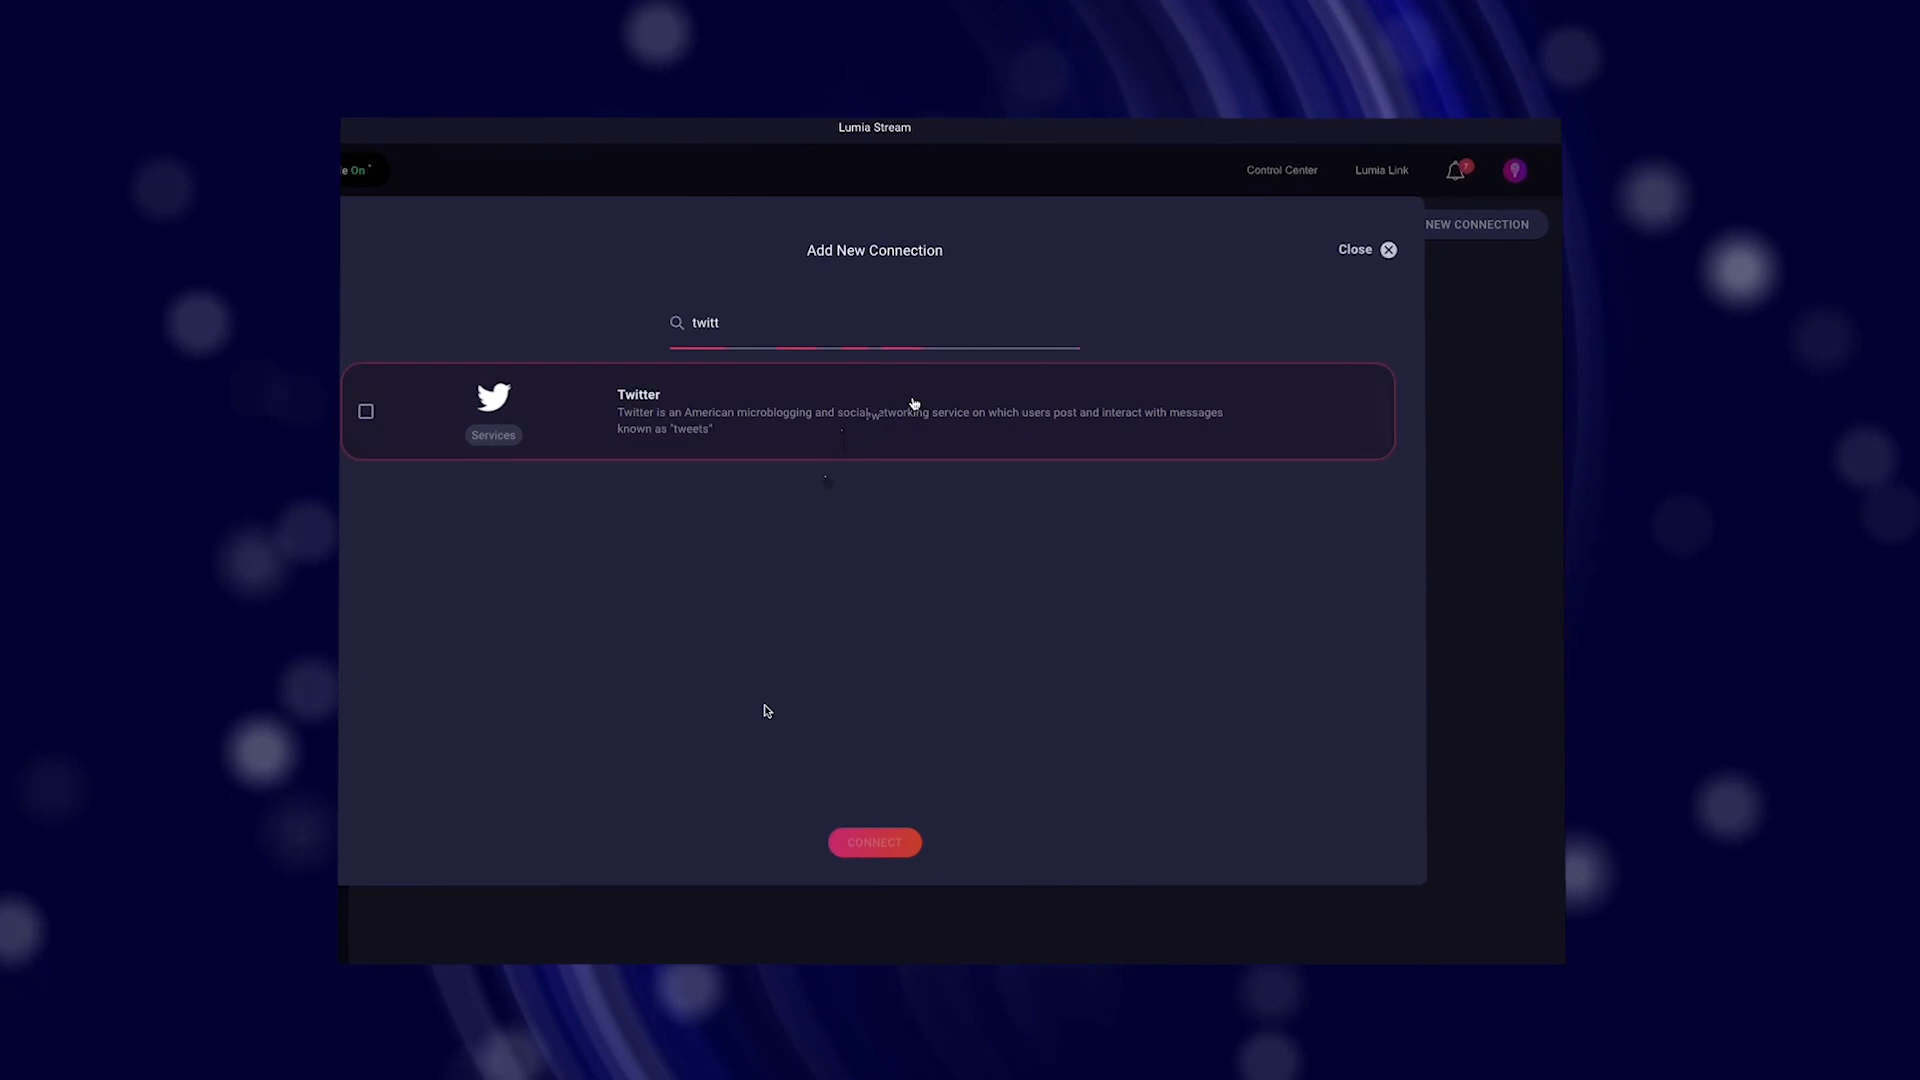 Lumia Stream
e On
Control Center
Lumia Link
7
NEW CONNECTION
Add New Connection
Close
twitt
Twitter
Twitter is an American microblogging and social networking service on which users post and interact with messages
known as "tweets"
Services
CONNECT